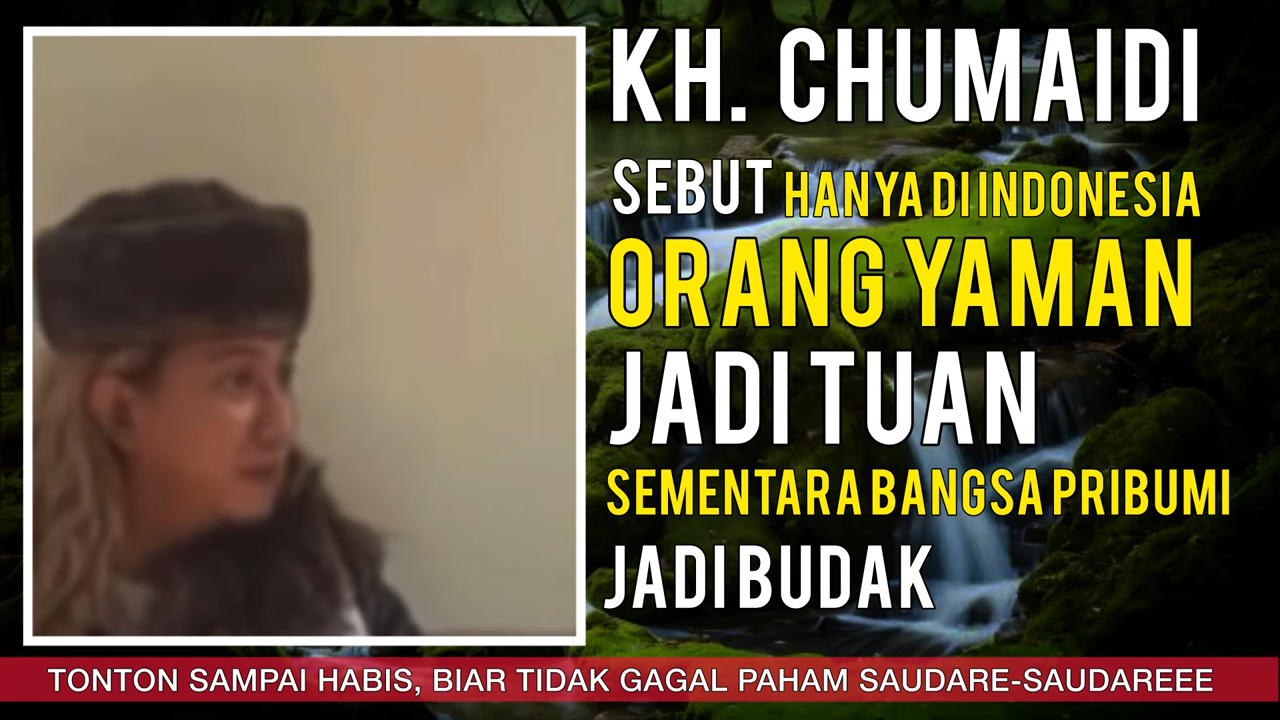 KH. CHUMAIDI
SEBUT HANYA DI INDONESIA
ORANG YAMAN
JADI TUAN
SEMENTARA BANGSA PRIBUMI
JADI BUDAK
TONTON SAMPAI HABIS, BIAR TIDAK GAGAL PAHAM SAUDARE-SAUDAREEE